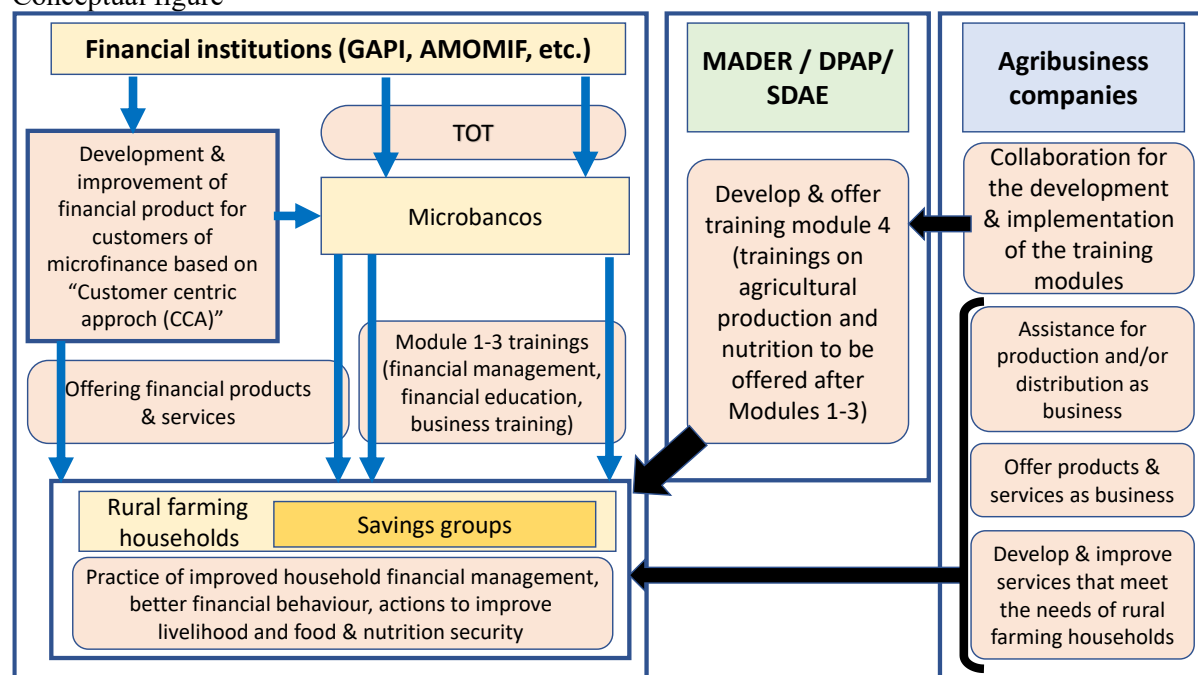 Conceptual figure
Financial institutions (GAPI, AMOMIF, etc.)
TOT
Development &
improvement of
financial product for
customers of
microfinance based on
“Customer centric
approch (CCA)”
Microbancos
Offering financial products
& services
Module 1-3 trainings
(financial management,
financial education,
business training)
Rural farming
households
Savings groups
Practice of improved household financial management,
better financial behaviour, actions to improve
livelihood and food & nutrition security
MADER / DPAP/
SDAE
Develop & offer
training module 4
(trainings on
agricultural
production and
nutrition to be
offered after
Modules 1-3)
Agribusiness
companies
Collaboration for
the development
& implementation
of the training
modules
Assistance for
production and/or
distribution as
business
Offer products &
services as business
Develop & improve
services that meet
the needs of rural
farming households